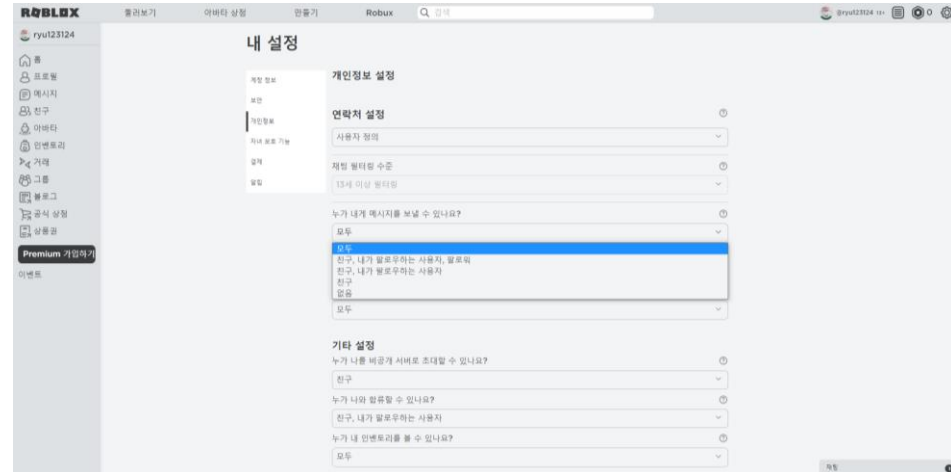 ROBLOX
둘러보기
아바타 상점
만들기
Robux
검색
@ryu123124 13+
0
ryu123124
홈
프로필
메시지
친구
아바타
인벤토리
거래
그룹
블로그
공식 상점
상품권
Premium 가입하기
이벤트
내 설정
계정 정보
보안
개인정보
자녀 보호 기능
결제
알림
개인정보 설정
연락처 설정
사용자 정의
채팅 필터링 수준
13세 이상 필터링
누가 내게 메시지를 보낼 수 있나요?
모두
모두
친구, 내가 팔로우하는 사용자, 팔로워
친구, 내가 팔로우하는 사용자
친구
없음
모두
기타 설정
누가 나를 비공개 서버로 초대할 수 있나요?
친구
누가 나와 합류할 수 있나요?
친구, 내가 팔로우하는 사용자
누가 내 인벤토리를 볼 수 있나요?
모두
채팅